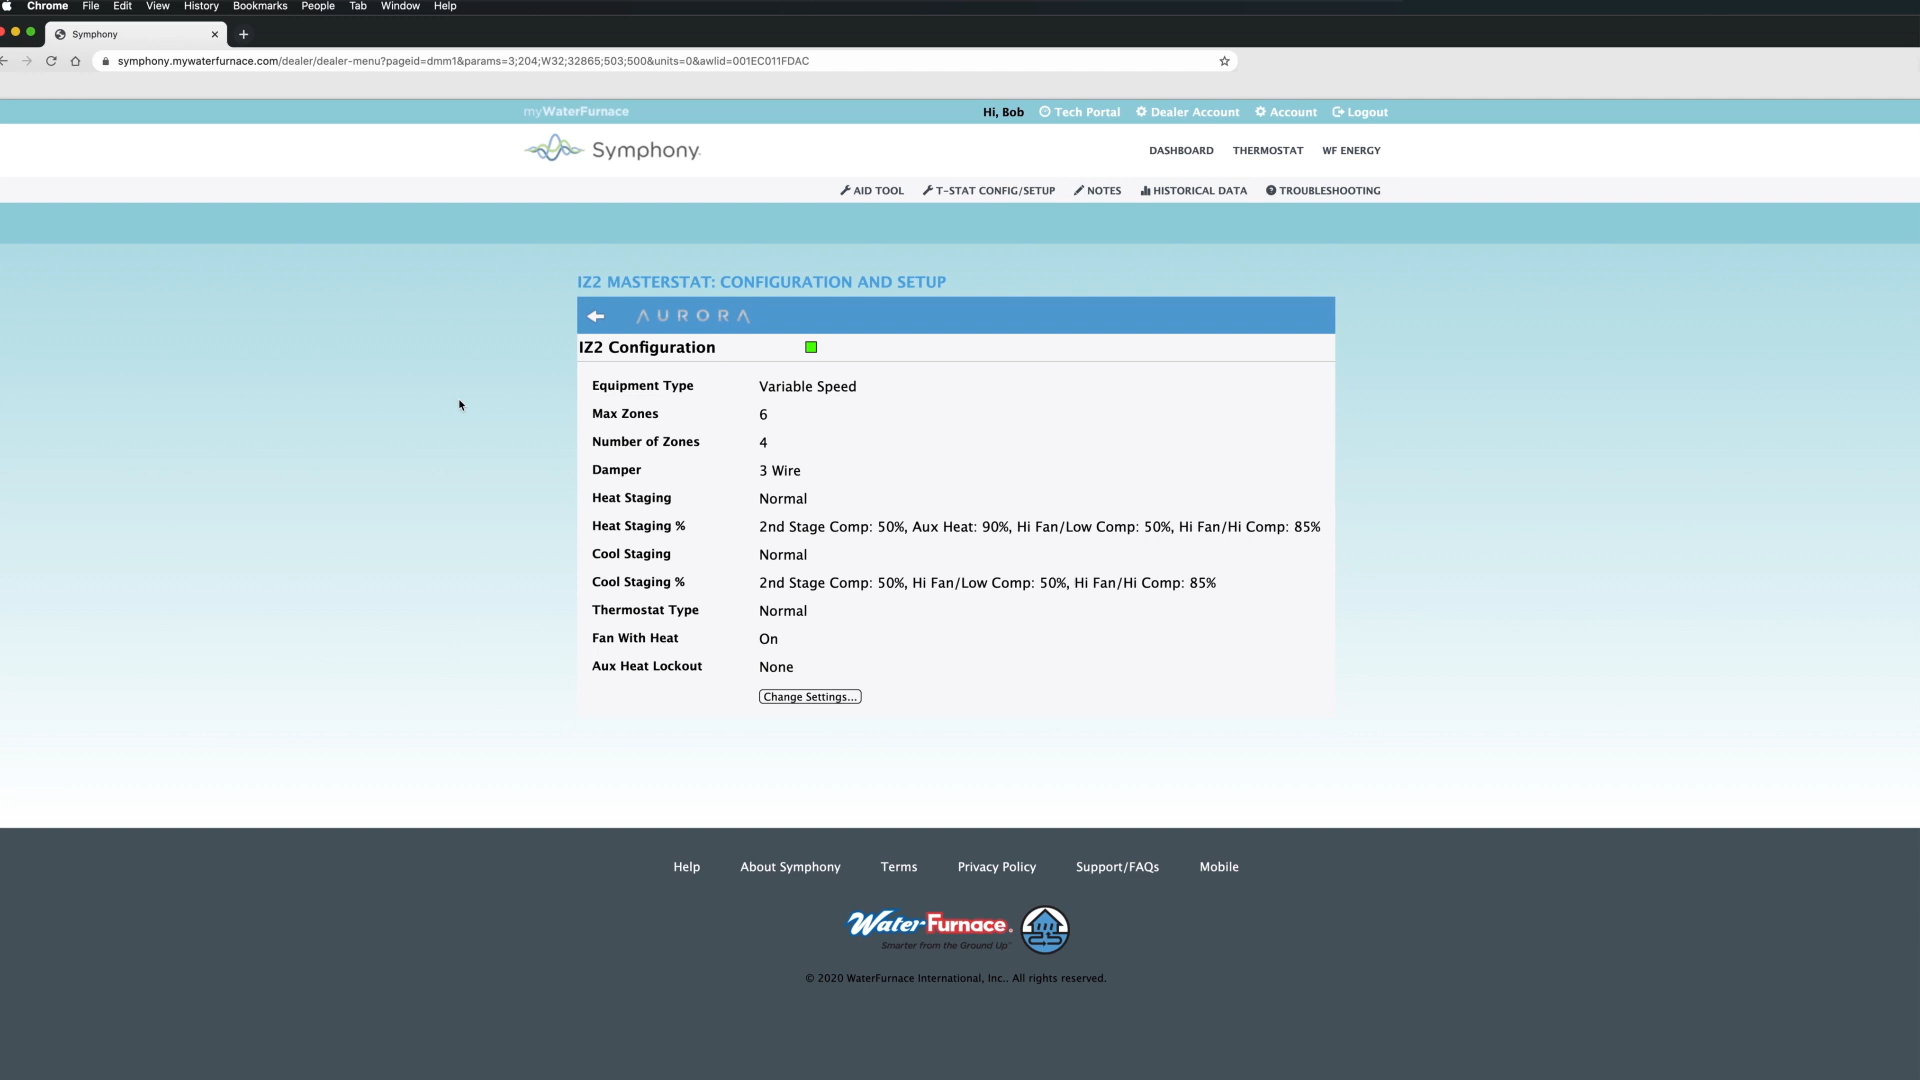 Chrome File Edit View History Bookmarks People Tab Window Help
Symphony
symphony.mywaterfurnace.com/dealer/dealer-menu?pageid=dmm1&params=3;204;W32;32865;503;500&units=0&awlid=001EC011FDAC
myWaterFurnace Hi, Bob Tech Portal Dealer Account Account Logout
Symphony DASHBOARD THERMOSTAT WF ENERGY
AID TOOL T-STAT CONFIG/SETUP NOTES HISTORICAL DATA TROUBLESHOOTING
IZ2 MASTERSTAT: CONFIGURATION AND SETUP
AURORA
IZ2 Configuration
Equipment Type Variable Speed
Max Zones 6
Number of Zones 4
Damper 3 Wire
Heat Staging Normal
Heat Staging % 2nd Stage Comp: 50%, Aux Heat: 90%, Hi Fan/Low Comp: 50%, Hi Fan/Hi Comp: 85%
Cool Staging Normal
Cool Staging % 2nd Stage Comp: 50%, Hi Fan/Low Comp: 50%, Hi Fan/Hi Comp: 85%
Thermostat Type Normal
Fan With Heat On
Aux Heat Lockout None
Change Settings...
Help About Symphony Terms Privacy Policy Support/FAQs Mobile
WaterFurnace
Smarter from the Ground Up™
© 2020 WaterFurnace International, Inc.. All rights reserved.